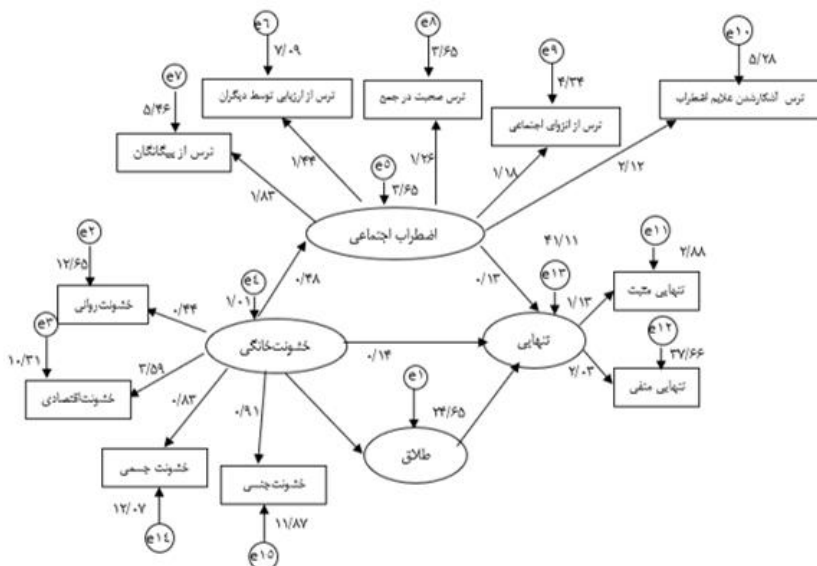 e۱۰
e۸
e۶
۵/۲۸
e۹
۳/۶۵
۷/۰۹
e۷
۴/۳۴
ترس آشکارشدن علایم اضطراب
ترس صحبت در جمع
ترس از ارزیابی توسط دیگران
۵/۴۶
ترس از انزوای اجتماعی
ترس از بیگانگان
۲/۱۲
۱/۱۸
۱/۲۶
۱/۴۴
۱/۸۳
e۵
۳/۶۵
اضطراب اجتماعی
e۱۱
۴۱/۱۱
e۲
۲/۸۸
e۱۳
۰/۱۳
۰/۴۸
e۴
۱۲/۶۵
تنهایی مثبت
۱/۱۳
۱/۰۱
خشونت روانی
e۱۲
۰/۴۴
e۳
تنهایی
خشونت خانگی
۳۷/۶۶
۰/۱۴
۱۰/۳۱
تنهایی منفی
۲/۰۳
e۱
۳/۵۹
خشونت اقتصادی
۲۴/۶۵
۰/۹۱
۰/۸۳
طلاق
خشونت جسمی
خشونت جنسی
۱۲/۰۷
۱۱/۸۷
e۱٤
e۱۵